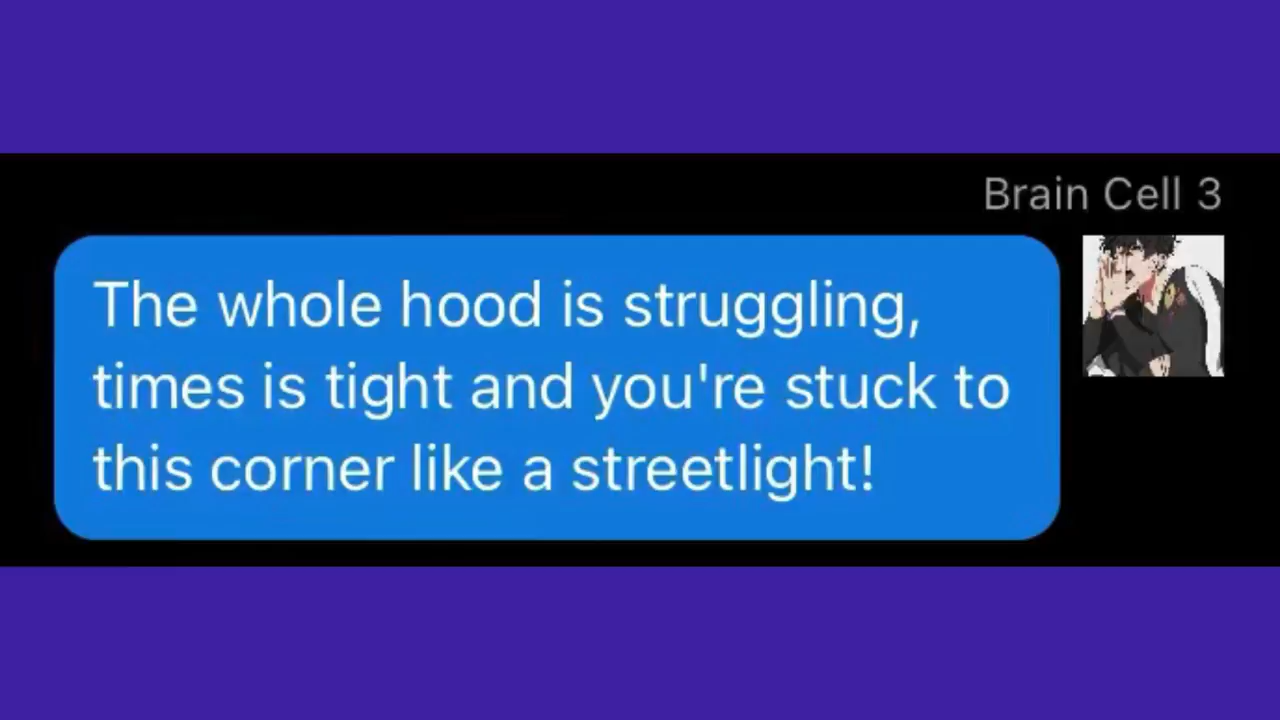 Brain Cell 3
The whole hood is struggling,
times is tight and you're stuck to
this corner like a streetlight!